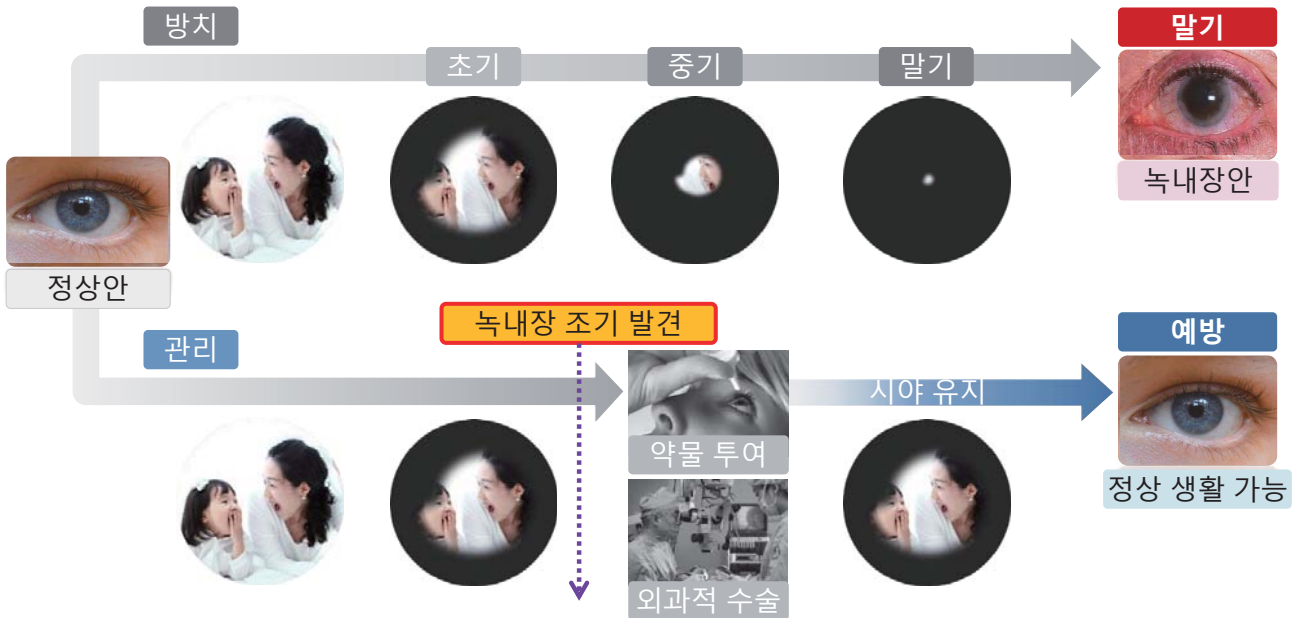 방치
말기
초기
중기
말기
녹내장안
정상안
녹내장 조기 발견
예방
관리
시야 유지
약물 투여
정상 생활 가능
외과적 수술